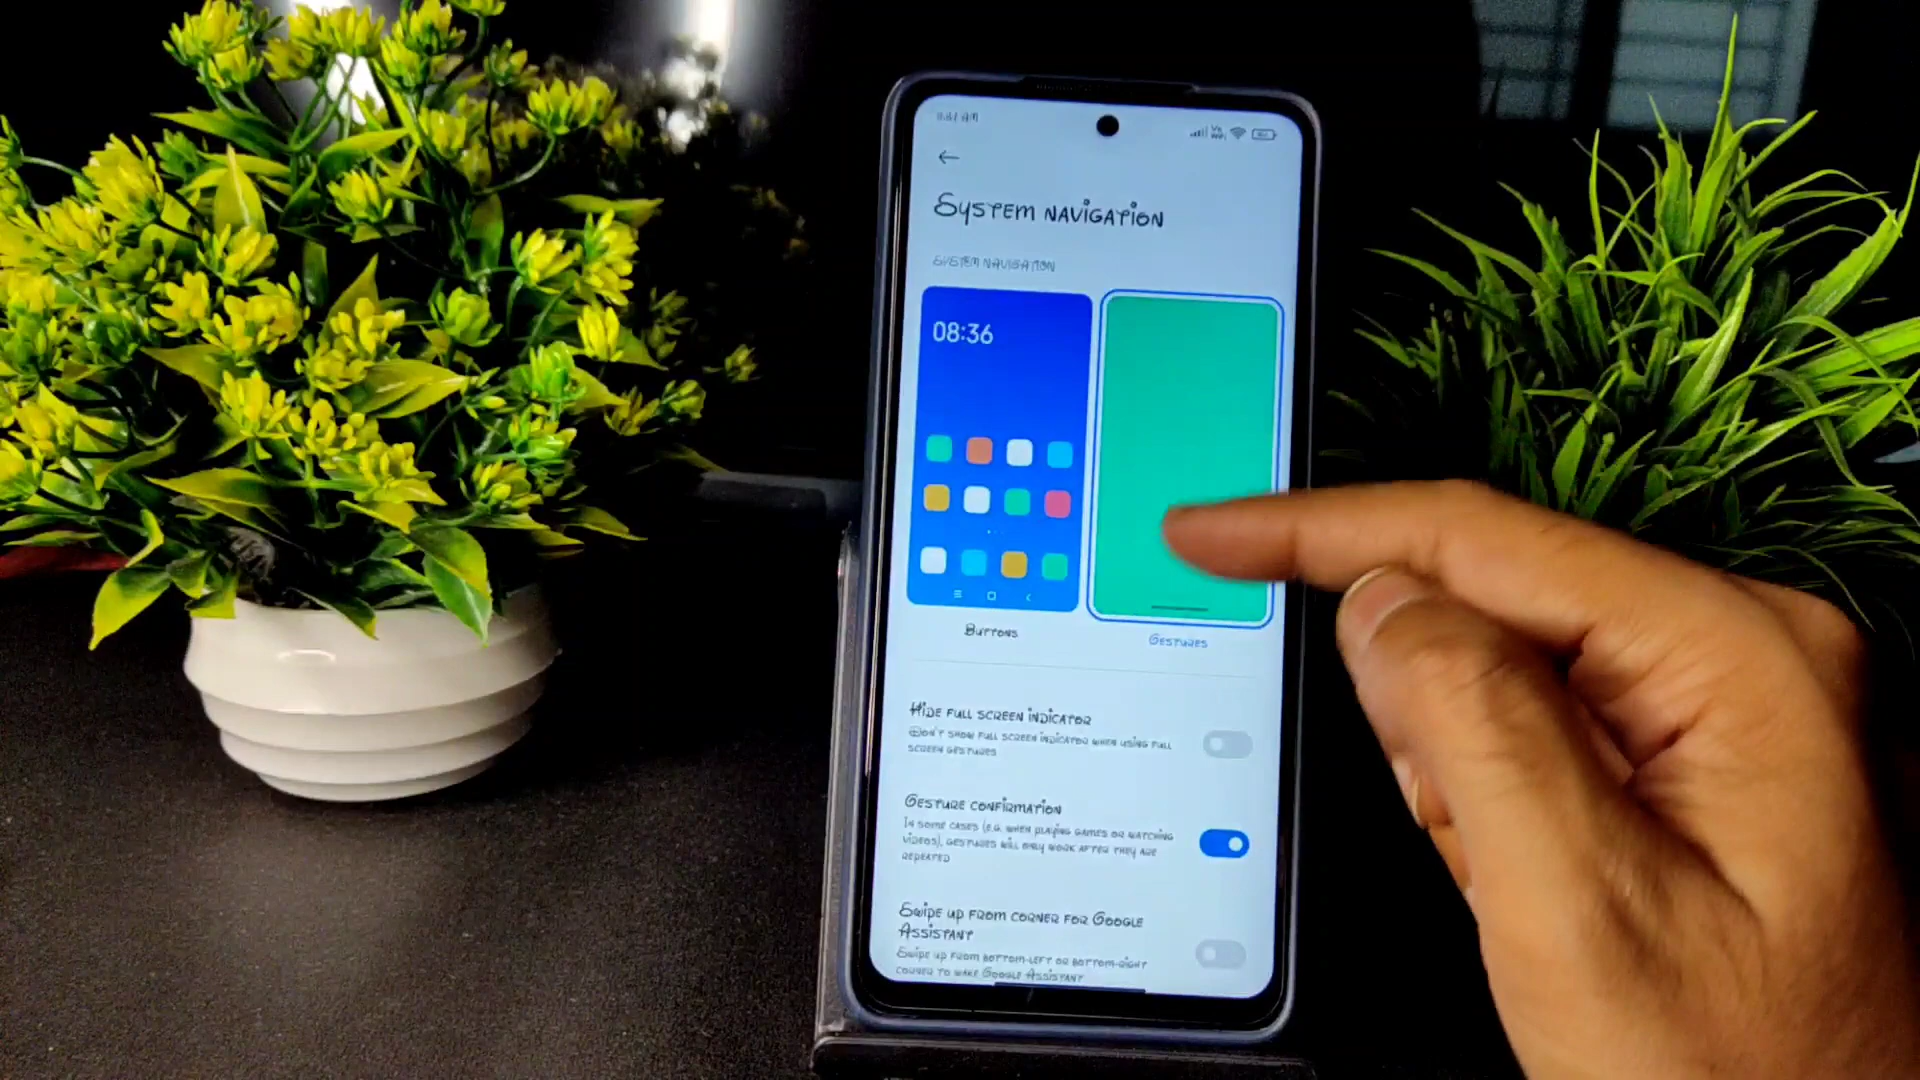 System navigation
System navigation
08:36
Buttons
Gestures
Hide full screen indicator
Don't show full screen indicator when using full
screen gestures
Gesture confirmation
In some cases (e.g. when playing games or watching
videos), gestures will only work after they are
repeated
Swipe up from corner for Google
Assistant
Swipe up from bottom-left or bottom-right
corner to wake Google Assistant